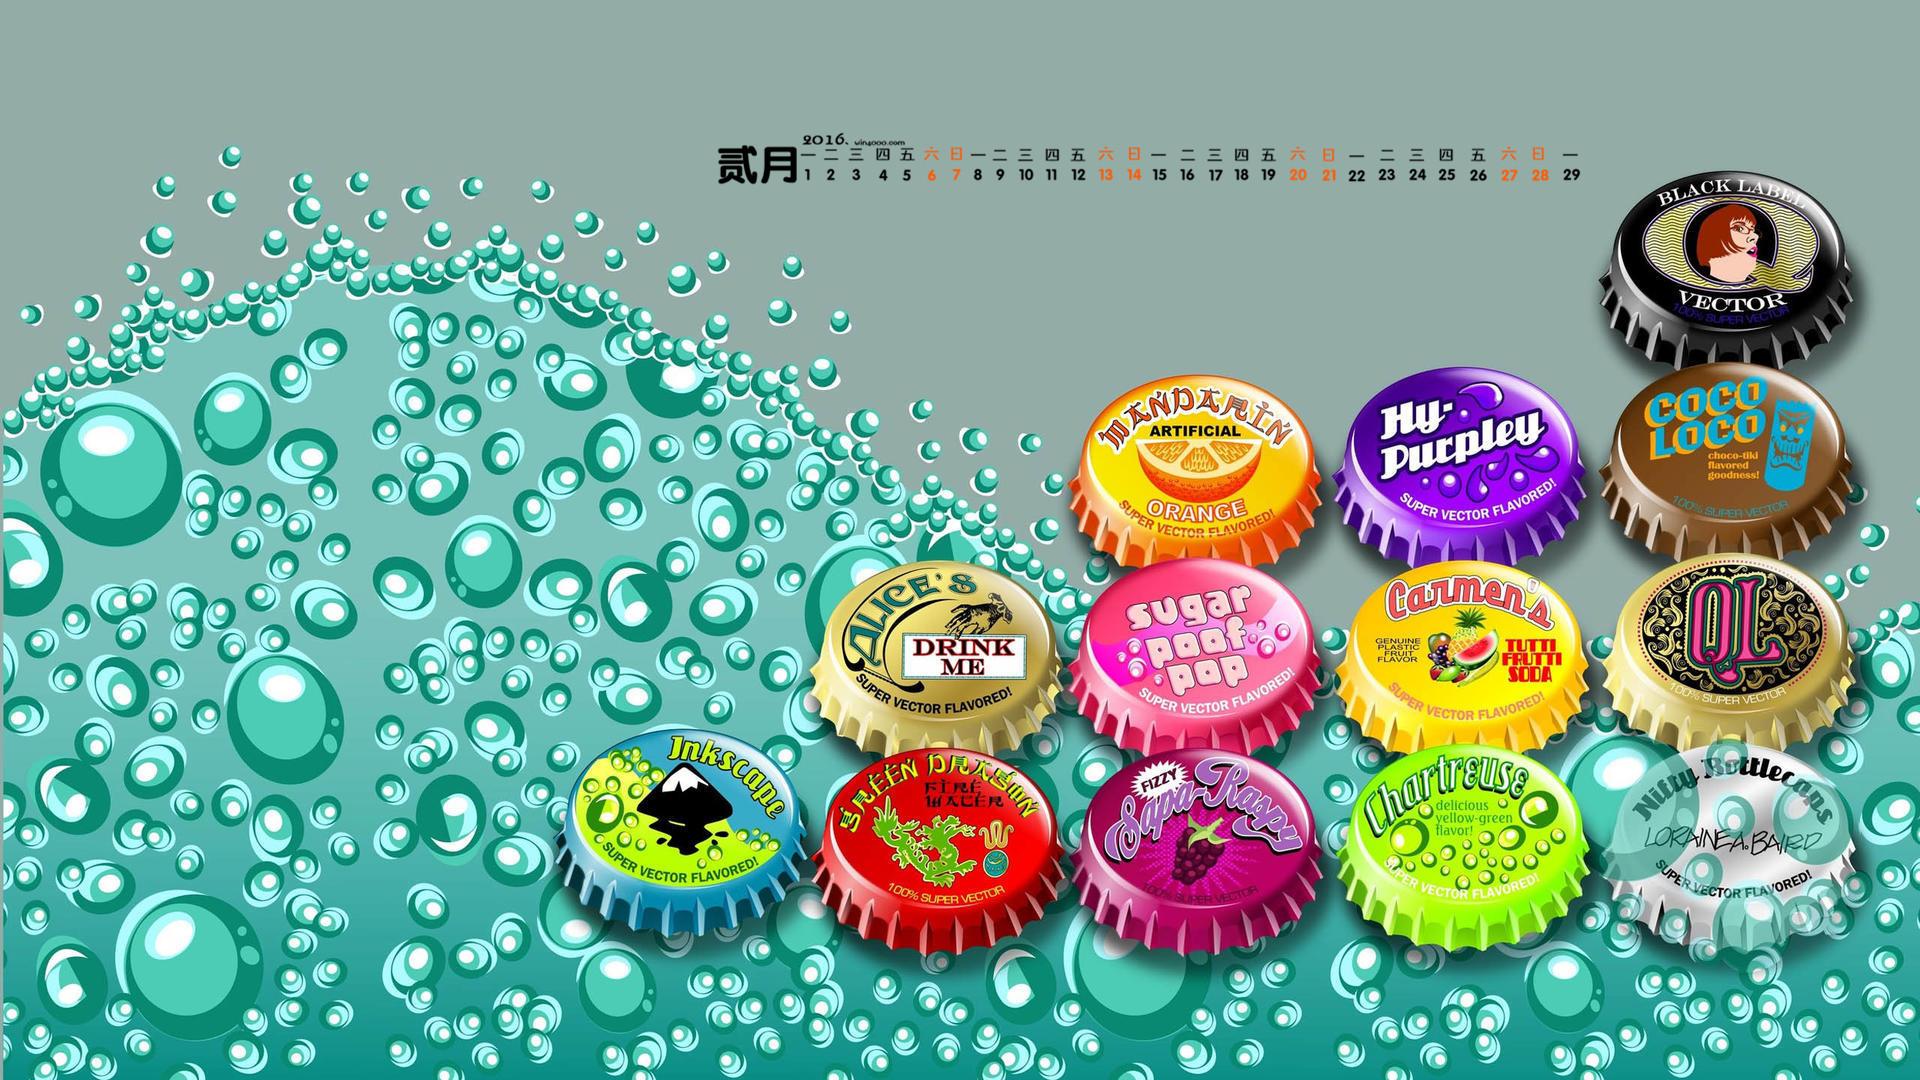 2016. win4000.com
贰月
一 二 三 四 五 六 日 一 二 三 四 五 六 日 一 二 三 四 五 六 日 一 二 三 四 五 六 日 一
1 2 3 4 5 6 7 8 9 10 11 12 13 14 15 16 17 18 19 20 21 22 23 24 25 26 27 28 29
BLACK LABEL
Q
VECTOR
100% SUPER VECTOR
MANDARIN
ARTIFICIAL
ORANGE
SUPER VECTOR FLAVORED!
Hy-
Purpley
SUPER VECTOR FLAVORED!
COCO
LOCO
choco-tiki
flavored
goodness!
100% SUPER VECTOR
ALICE'S
DRINK
ME
SUPER VECTOR FLAVORED!
sugar
poof
pop
SUPER VECTOR FLAVORED!
Carmen's
GENUINE
PLASTIC
FRUIT
FLAVOR
TUTTI
FRUTTI
SODA
SUPER VECTOR FLAVORED!
QL
100% SUPER VECTOR
Inkscape
SUPER VECTOR FLAVORED!
GREEN DRAGON
FIRE
WATER
100% SUPER VECTOR
FIZZY
Sapa-Raspy
100% SUPER VECTOR
Chartreuse
delicious
yellow-green
flavor!
SUPER VECTOR FLAVORED!
Nifty Bottlecaps
LORAINE A. BAIRD
SUPER VECTOR FLAVORED!